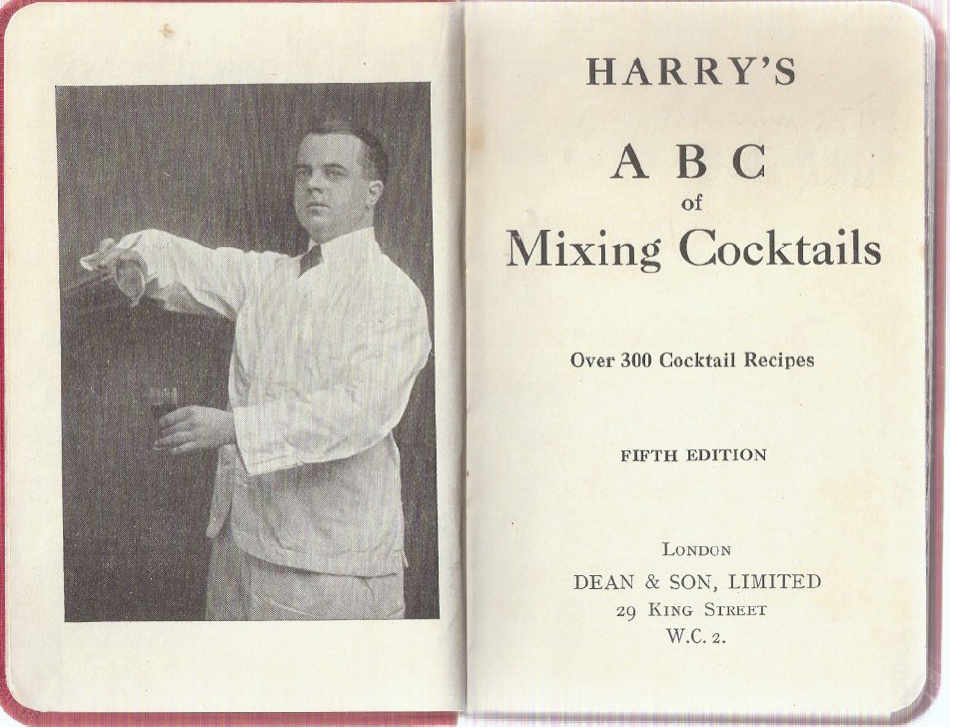 HARRY'S
A B C
of
Mixing Cocktails
Over 300 Cocktail Recipes
FIFTH EDITION
London
DEAN & SON, LIMITED
29 King Street
W.C. 2.